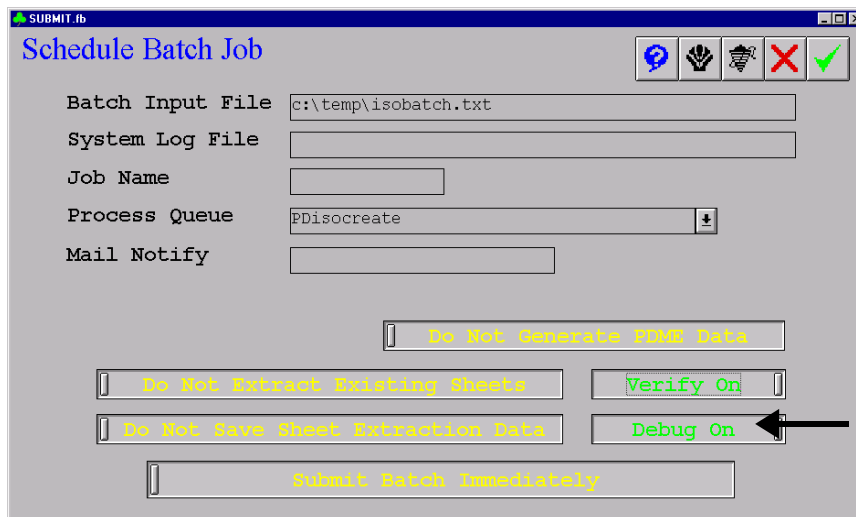 SUBMIT.fb
Schedule Batch Job
Batch Input File c:\temp\isobatch.txt
System Log File
Job Name
Process Queue PDisocreate
Mail Notify
Do Not Generate PDME Data
Do Not Extract Existing Sheets Verify On
Do Not Save Sheet Extraction Data Debug On
Submit Batch Immediately